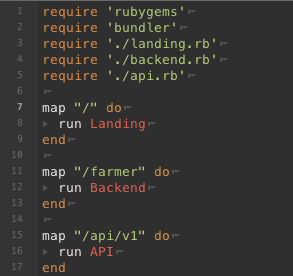 1 require 'rubygems'
2 require 'bundler'
3 require './landing.rb'
4 require './backend.rb'
5 require './api.rb'
6
7 map "/" do
8 run Landing
9 end
10
11 map "/farmer" do
12 run Backend
13 end
14
15 map "/api/v1" do
16 run API
17 end